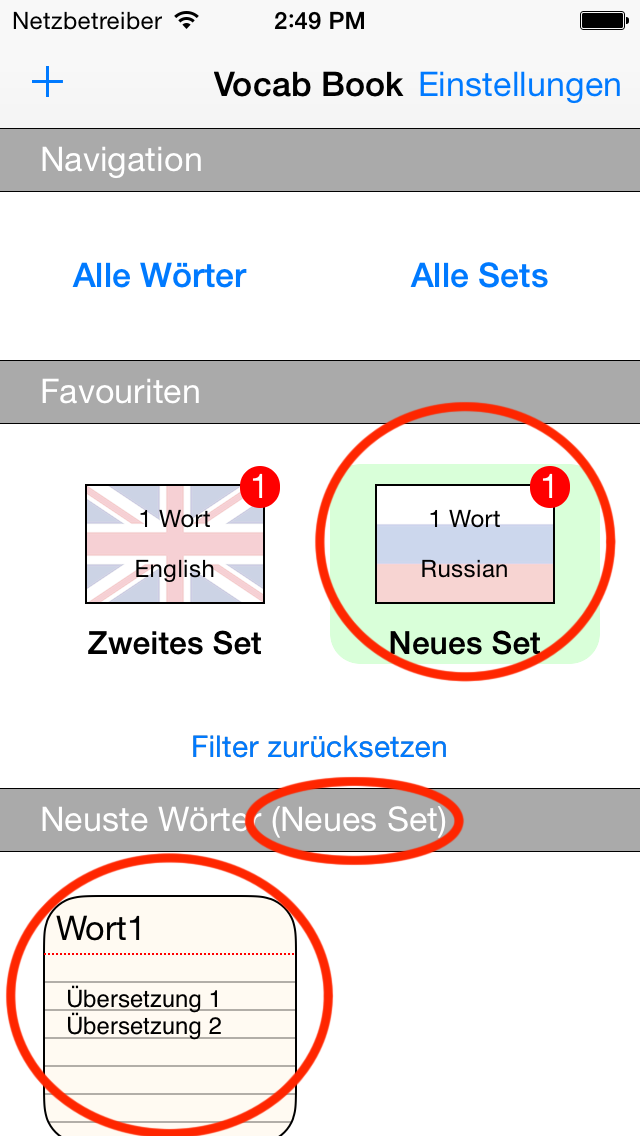 Netzbetreiber 2:49 PM
+ Vocab Book Einstellungen
Navigation
Alle Wörter Alle Sets
Favouriten
1 1
1 Wort 1 Wort
English Russian
Zweites Set Neues Set
Filter zurücksetzen
Neuste Wörter (Neues Set)
Wort1
Übersetzung 1
Übersetzung 2